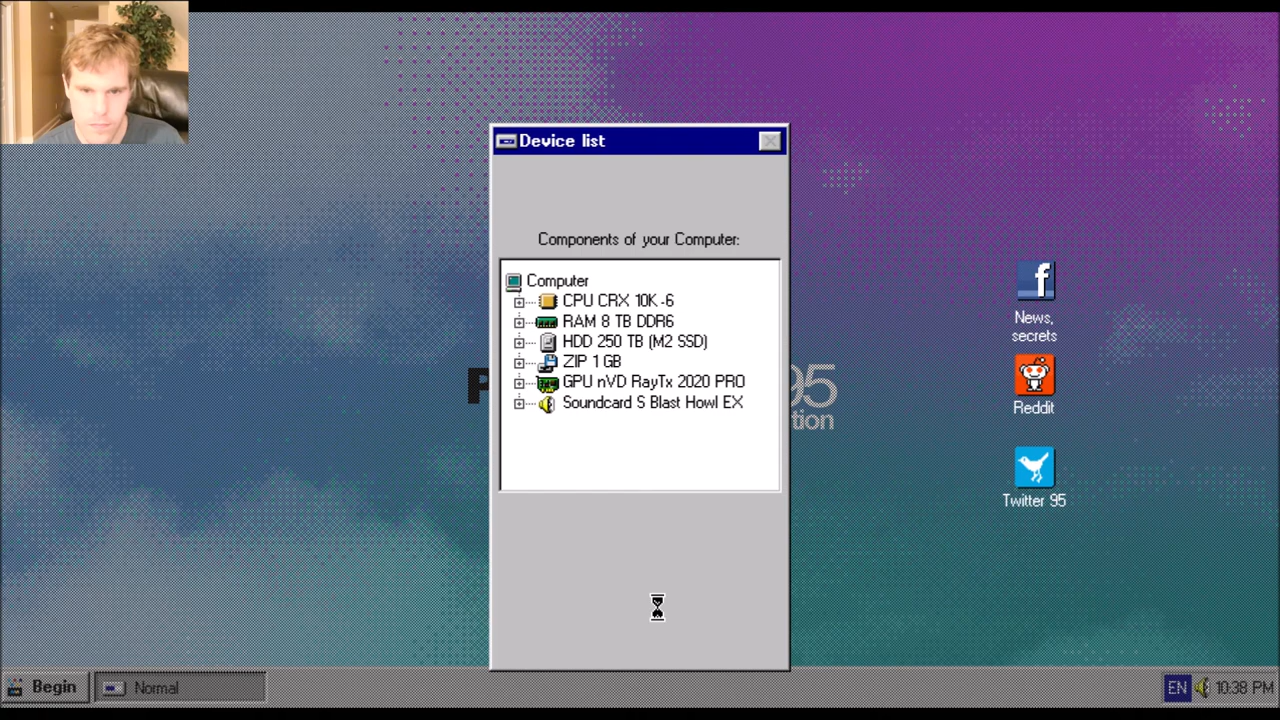 Device list
Components of your Computer:
Computer
CPU CRX 10K-6
RAM 8 TB DDR6
HDD 250 TB (M2 SSD)
ZIP 1 GB
GPU nVD RayTx 2020 PRO
Soundcard S Blast Howl EX
P 95
tion
News,
secrets
Reddit
Twitter 95
Begin
Normal
EN 10:38 PM